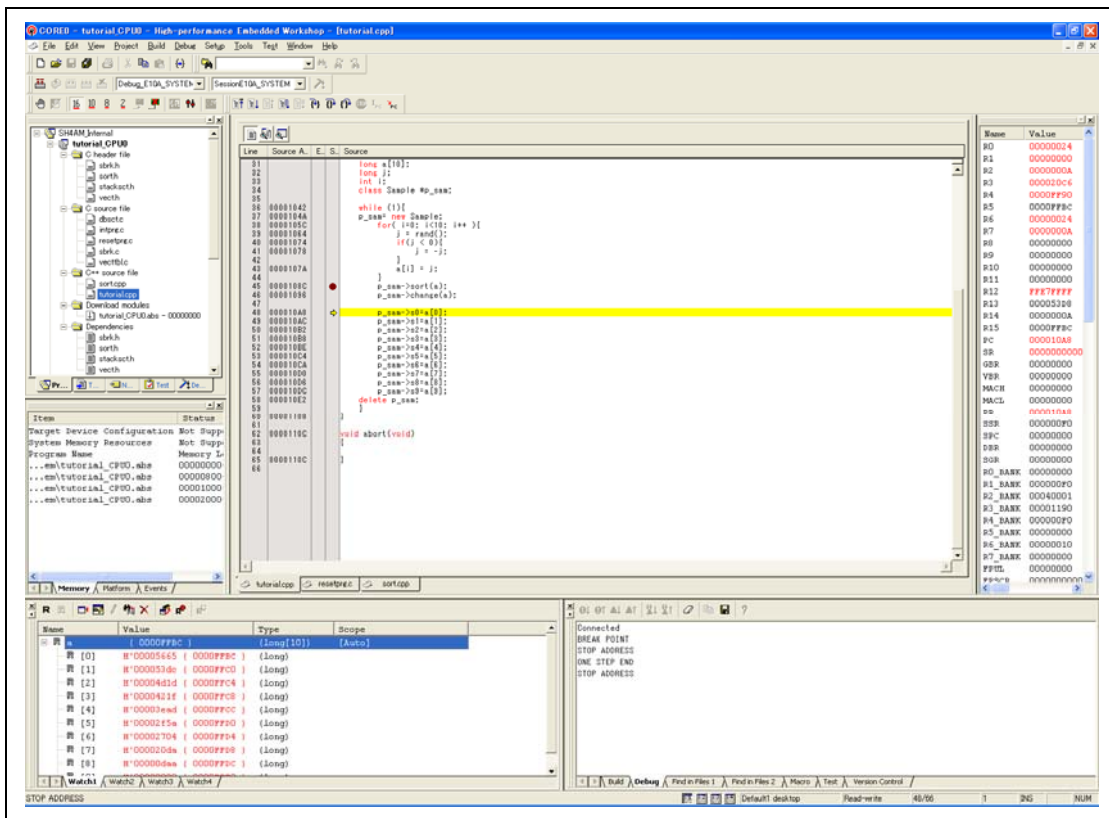 CORE0 - tutorial_CPU0 - High-performance Embedded Workshop - [tutorial.cpp]
File Edit View Project Build Debug Setup Tools Test Window Help
Debug_E10A_SYSTEM SessionE10A_SYSTEM
SH4AM_Internal
tutorial_CPU0
C header file
sbrk.h
sort.h
stacksct.h
vect.h
C source file
dbsct.c
intprg.c
resetprg.c
sbrk.c
vecttbl.c
C++ source file
sort.cpp
tutorial.cpp
Download modules
tutorial_CPU0.abs - 00000000
Dependencies
sbrk.h
sort.h
stacksct.h
vect.h
Pr... T... N... Test De...
Item Status
Target Device Configuration Not Supp
System Memory Resources Not Supp
Program Name Memory L
...em\tutorial_CPU0.abs 00000000
...em\tutorial_CPU0.abs 00000800
...em\tutorial_CPU0.abs 00001000
...em\tutorial_CPU0.abs 00002000
Memory Platform Events
Line Source A.. E.. S.. Source
31 long a[10];
32 long j;
33 int i;
34 class Sample *p_sam;
35
36 00001042 while (1){
37 0000104A p_sam= new Sample;
38 0000105C for( i=0; i<10; i++ ){
39 00001064 j = rand();
40 00001074 if(j < 0){
41 00001078 j = -j;
42 }
43 0000107A a[i] = j;
44 }
45 0000108C p_sam->sort(a);
46 00001096 p_sam->change(a);
47
48 000010A8 p_sam->s0=a[0];
49 000010AC p_sam->s1=a[1];
50 000010B2 p_sam->s2=a[2];
51 000010B8 p_sam->s3=a[3];
52 000010BE p_sam->s4=a[4];
53 000010C4 p_sam->s5=a[5];
54 000010CA p_sam->s6=a[6];
55 000010D0 p_sam->s7=a[7];
56 000010D6 p_sam->s8=a[8];
57 000010DC p_sam->s9=a[9];
58 000010E2 delete p_sam;
59 }
60 00001108 }
61
62 0000110C void abort(void)
63 {
64
65 0000110C }
66
tutorial.cpp resetprg.c sort.cpp
Name Value
R0 00000024
R1 00000000
R2 0000000A
R3 000020C6
R4 0000FF90
R5 0000FFBC
R6 00000024
R7 0000000A
R8 00000000
R9 00000000
R10 00000000
R11 00000000
R12 FFE7FFFF
R13 000053D8
R14 0000000A
R15 0000FFBC
PC 000010A8
SR 0000000000
GBR 00000000
VBR 00000000
MACH 00000000
MACL 00000000
PR 000010A8
SSR 000000F0
SPC 00000000
DBR 00000000
SGR 00000000
R0_BANK 00000000
R1_BANK 000000F0
R2_BANK 00040001
R3_BANK 00001190
R4_BANK 000000F0
R5_BANK 00000000
R6_BANK 00000010
R7_BANK 00000000
FPUL 00000000
FPSCR 0000000000
Name Value Type Scope
a { 0000FFBC } (long[10]) [Auto]
[0] H'00005665 { 0000FFBC } (long)
[1] H'000053dc { 0000FFC0 } (long)
[2] H'00004d1d { 0000FFC4 } (long)
[3] H'0000421f { 0000FFC8 } (long)
[4] H'00003ead { 0000FFCC } (long)
[5] H'00002f5a { 0000FFD0 } (long)
[6] H'00002704 { 0000FFD4 } (long)
[7] H'000020da { 0000FFD8 } (long)
[8] H'00000daa { 0000FFDC } (long)
Watch1 Watch2 Watch3 Watch4
Connected
BREAK POINT
STOP ADDRESS
ONE STEP END
STOP ADDRESS
Build Debug Find in Files 1 Find in Files 2 Macro Test Version Control
STOP ADDRESS Default1 desktop Read-write 48/66 1 INS NUM